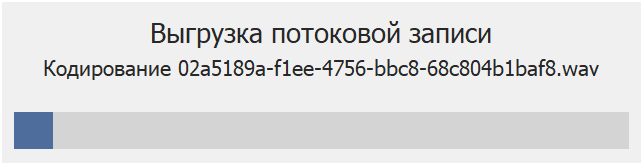 Выгрузка потоковой записи
Кодирование 02a5189a-f1ee-4756-bbc8-68c804b1baf8.wav